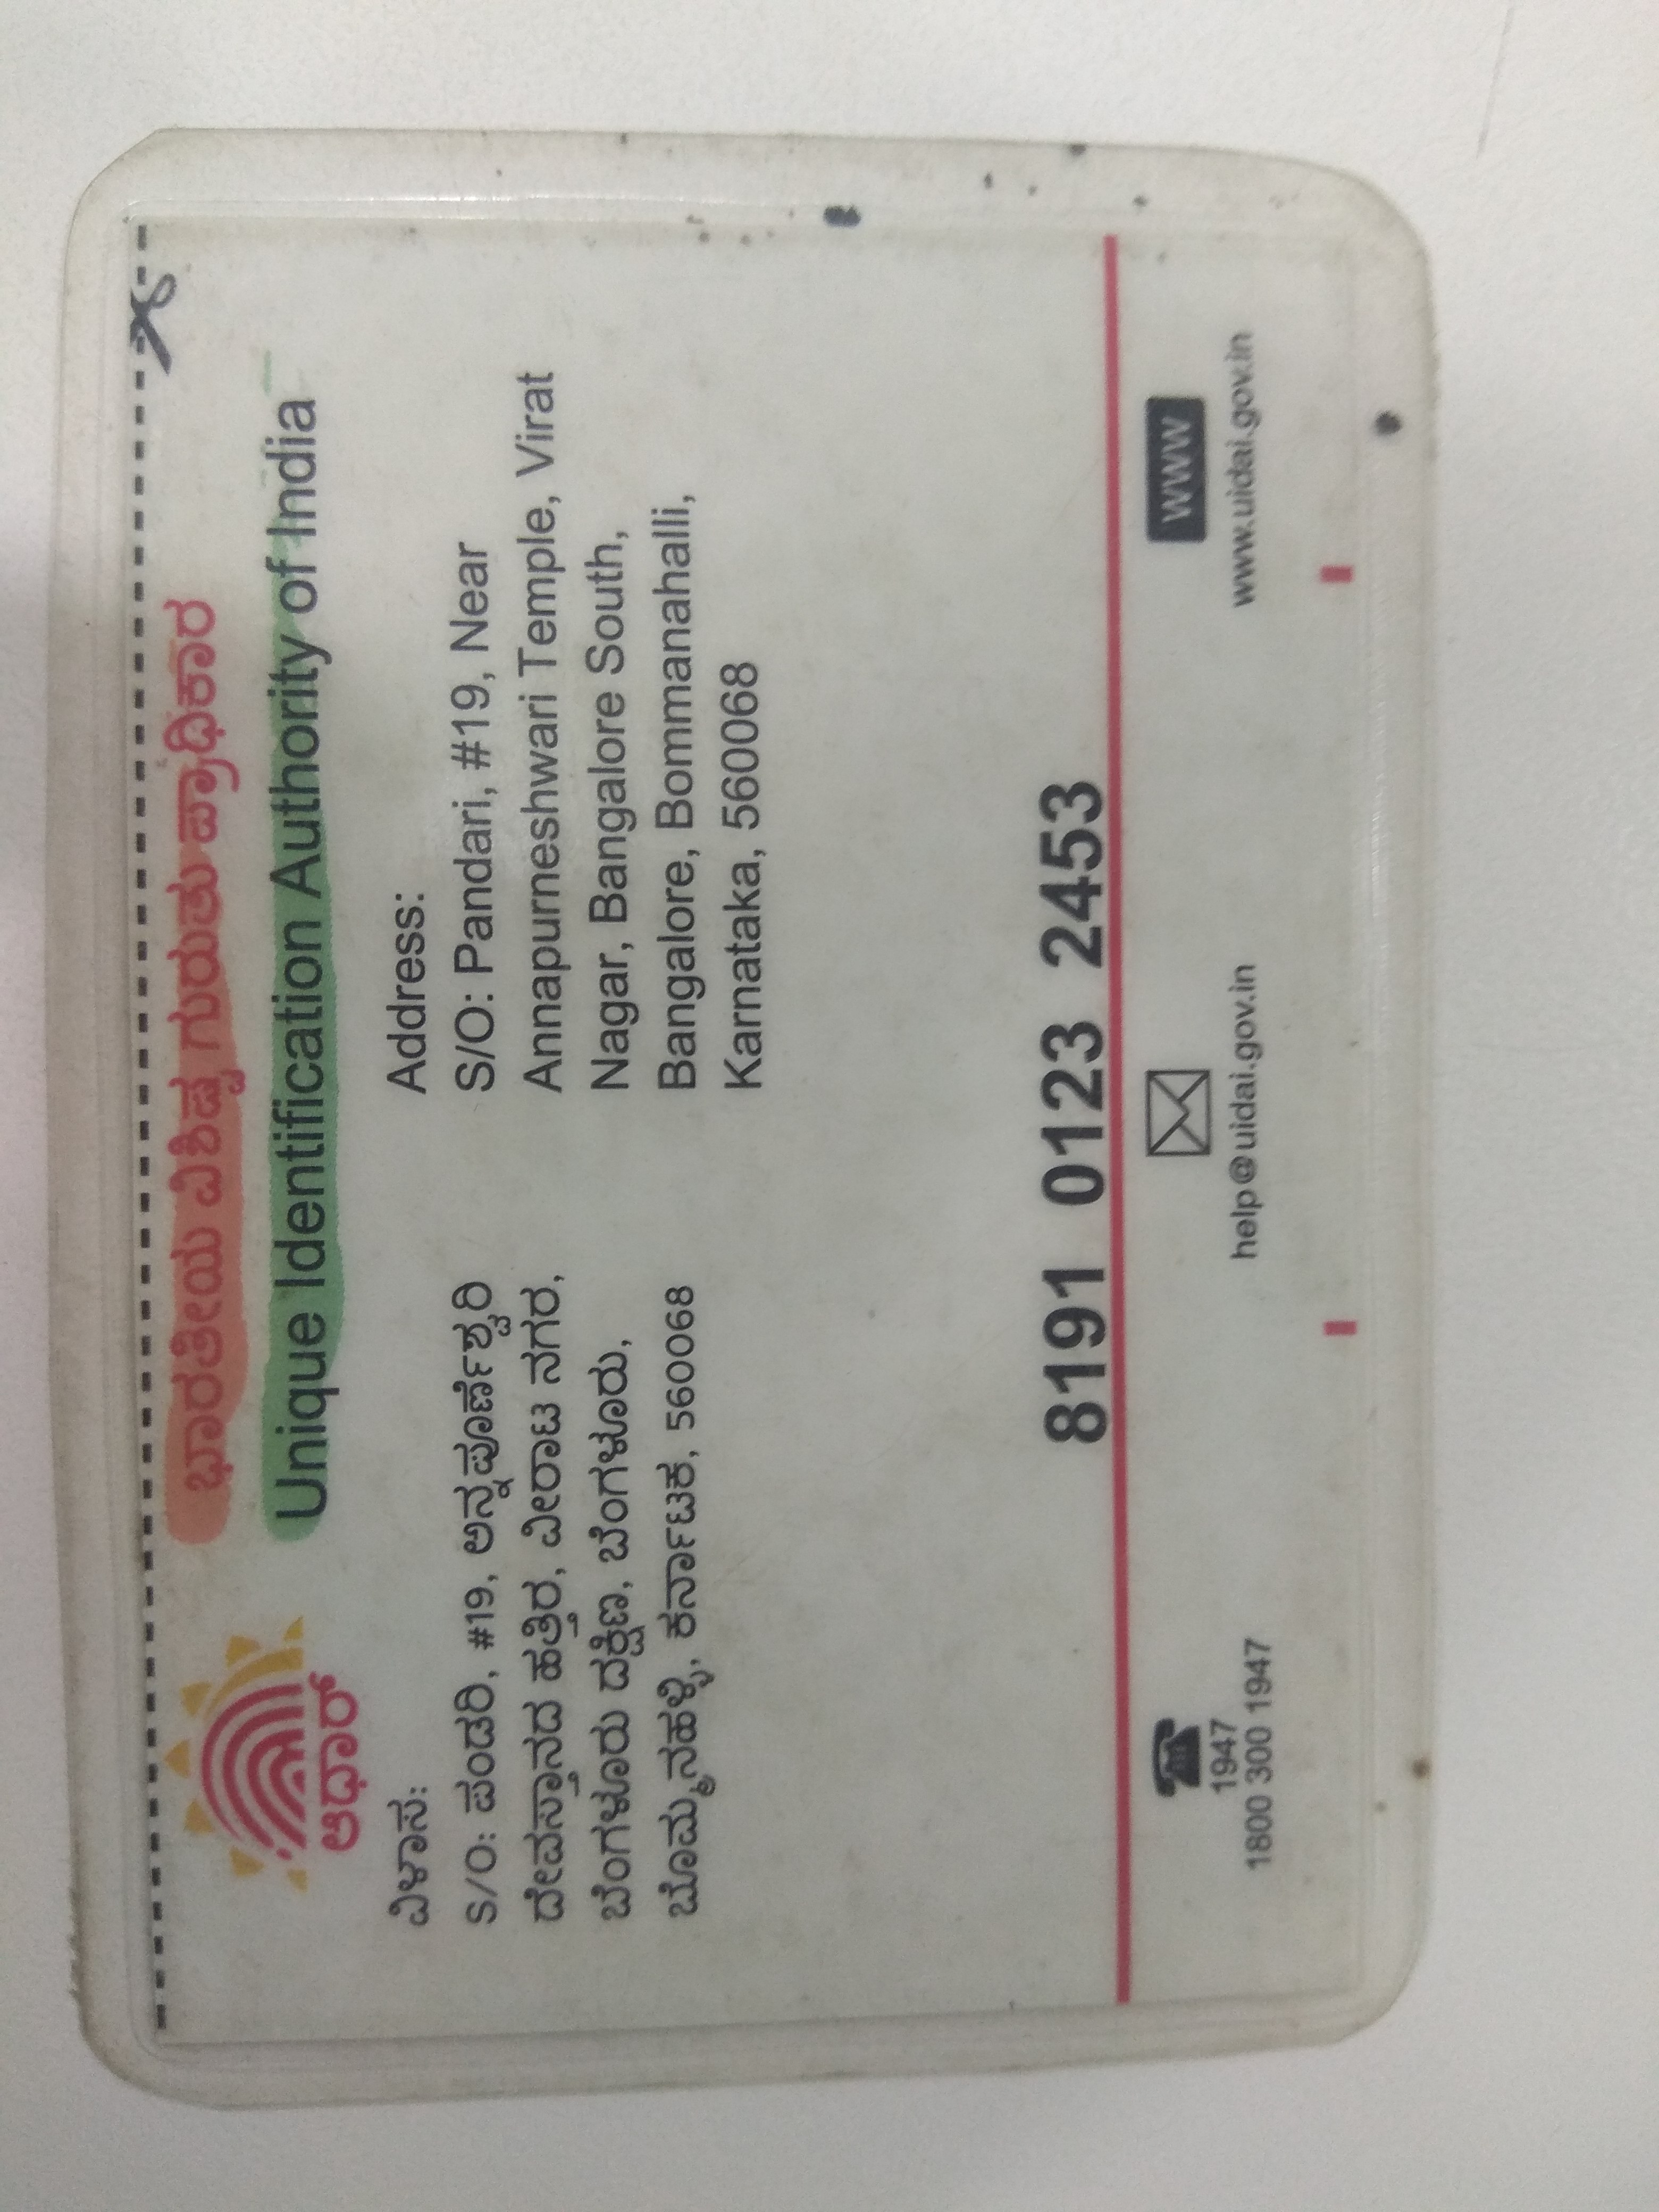 ಭಾರತೀಯ ವಿಶಿಷ್ಟ ಗುರುತು ಪ್ರಾಧಿಕಾರ
Unique Identification Authority of India
ಆಧಾರ್
ವಿಳಾಸ:
S/O: ಪಂಡರಿ, #19, ಅನ್ನಪೂರ್ಣೆಶ್ವರಿ
ದೇವಸ್ತಾನದ ಹತ್ತಿರ, ವೀರಾಟ ನಗರ,
ಬೆಂಗಳೂರು ದಕ್ಷಿಣ, ಬೆಂಗಳೂರು,
ಬೊಮ್ಮನಹಳ್ಳಿ, ಕರ್ನಾಟಕ, 560068
Address:
S/O: Pandari, #19, Near
Annapurneshwari Temple, Virat
Nagar, Bangalore South,
Bangalore, Bommanahalli,
Karnataka, 560068
8191 0123 2453
1947
1800 300 1947
help@uidai.gov.in
www
www.uidai.gov.in